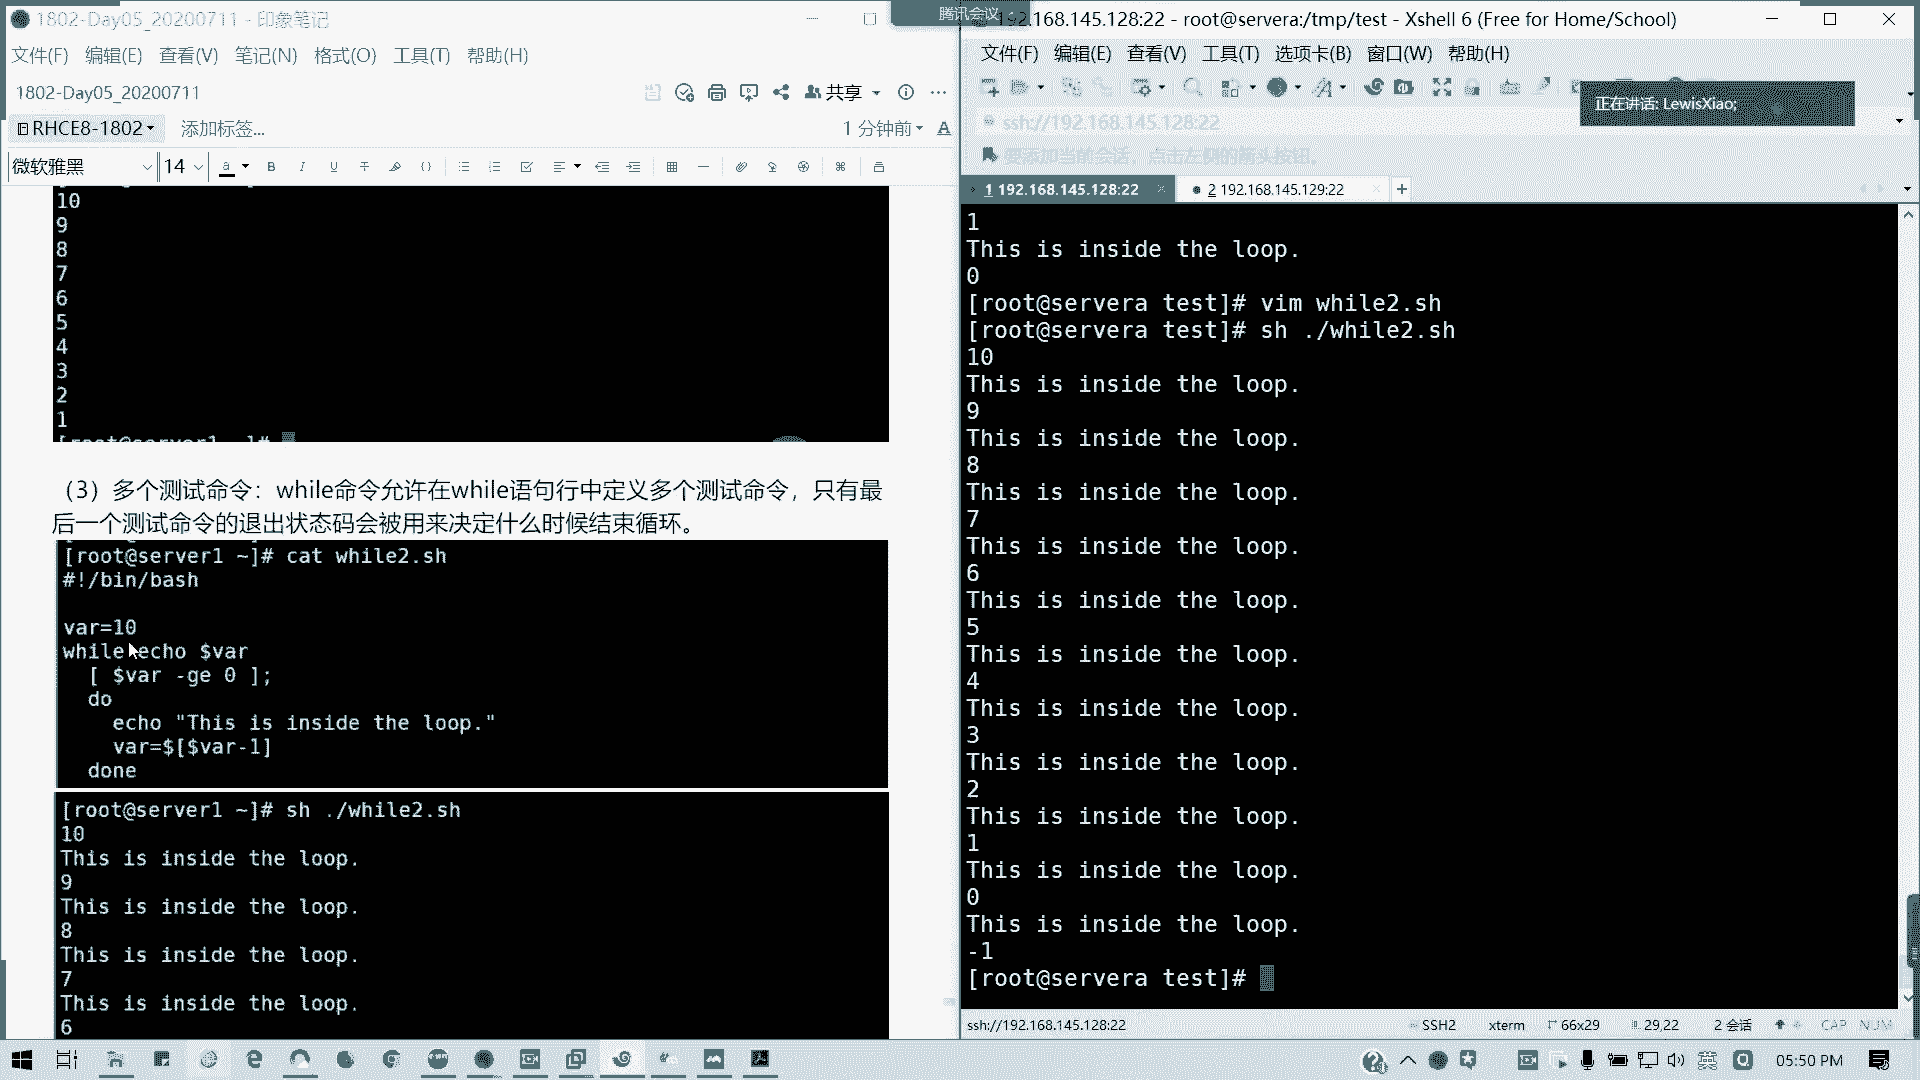 1802-Day05_20200711 - 印象笔记
文件(F) 编辑(E) 查看(V) 笔记(N) 格式(O) 工具(T) 帮助(H)
1802-Day05_20200711
共享
RHCE8-1802
添加标签...
1 分钟前
微软雅黑
14
10
9
8
7
6
5
4
3
2
1
[root@server1 ~]#
（3）多个测试命令：while命令允许在while语句行中定义多个测试命令，只有最
后一个测试命令的退出状态码会被用来决定什么时候结束循环。
[root@server1 ~]# cat while2.sh
#!/bin/bash
var=10
while echo $var
[ $var -ge 0 ];
do
echo "This is inside the loop."
var=$[$var-1]
done
[root@server1 ~]# sh ./while2.sh
10
This is inside the loop.
9
This is inside the loop.
8
This is inside the loop.
7
This is inside the loop.
6
腾讯会议
192.168.145.128:22 - root@servera:/tmp/test - Xshell 6 (Free for Home/School)
文件(F) 编辑(E) 查看(V) 工具(T) 选项卡(B) 窗口(W) 帮助(H)
正在讲话: LewisXiao;
ssh://192.168.145.128:22
要添加当前会话，点击左侧的箭头按钮。
1 192.168.145.128:22
2 192.168.145.129:22
1
This is inside the loop.
0
[root@servera test]# vim while2.sh
[root@servera test]# sh ./while2.sh
10
This is inside the loop.
9
This is inside the loop.
8
This is inside the loop.
7
This is inside the loop.
6
This is inside the loop.
5
This is inside the loop.
4
This is inside the loop.
3
This is inside the loop.
2
This is inside the loop.
1
This is inside the loop.
0
This is inside the loop.
-1
[root@servera test]#
ssh://192.168.145.128:22
SSH2
xterm
66x29
29,22
2 会话
CAP NUM
英
05:50 PM